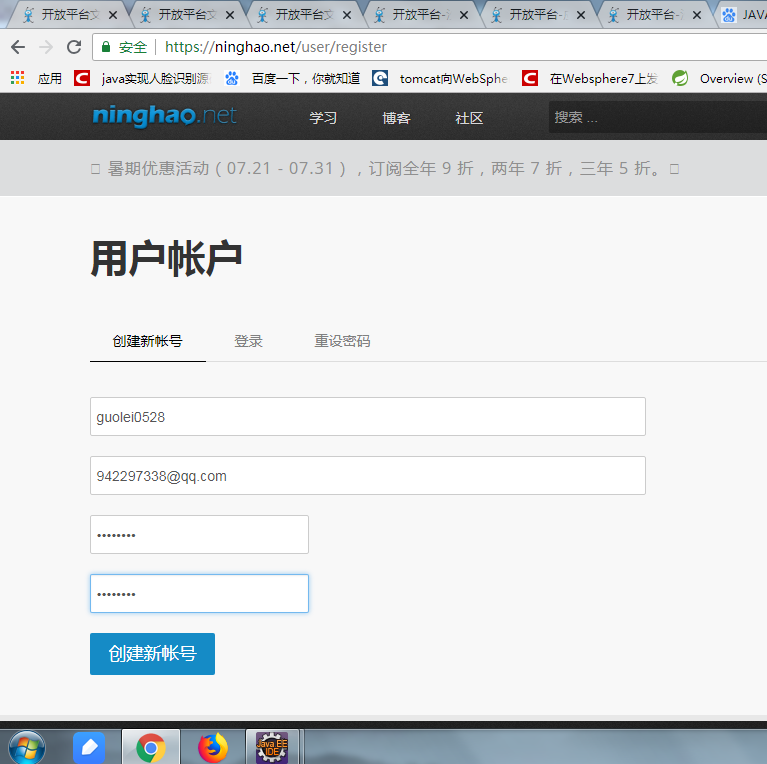 开放平台文
开放平台文
开放平台文
开放平台-
开放平台-
开放平台-
JAVA
安全 https://ninghao.net/user/register
应用 java实现人脸识别源 百度一下，你就知道 tomcat向WebSphe 在Websphere7上发 Overview (S
ninghao.net 学习 博客 社区 搜索 ...
暑期优惠活动 ( 07.21 - 07.31 ) ，订阅全年 9 折，两年 7 折，三年 5 折。
用户帐户
创建新帐号 登录 重设密码
guolei0528
942297338@qq.com
••••••••
••••••••
创建新帐号
Java EE
IDE